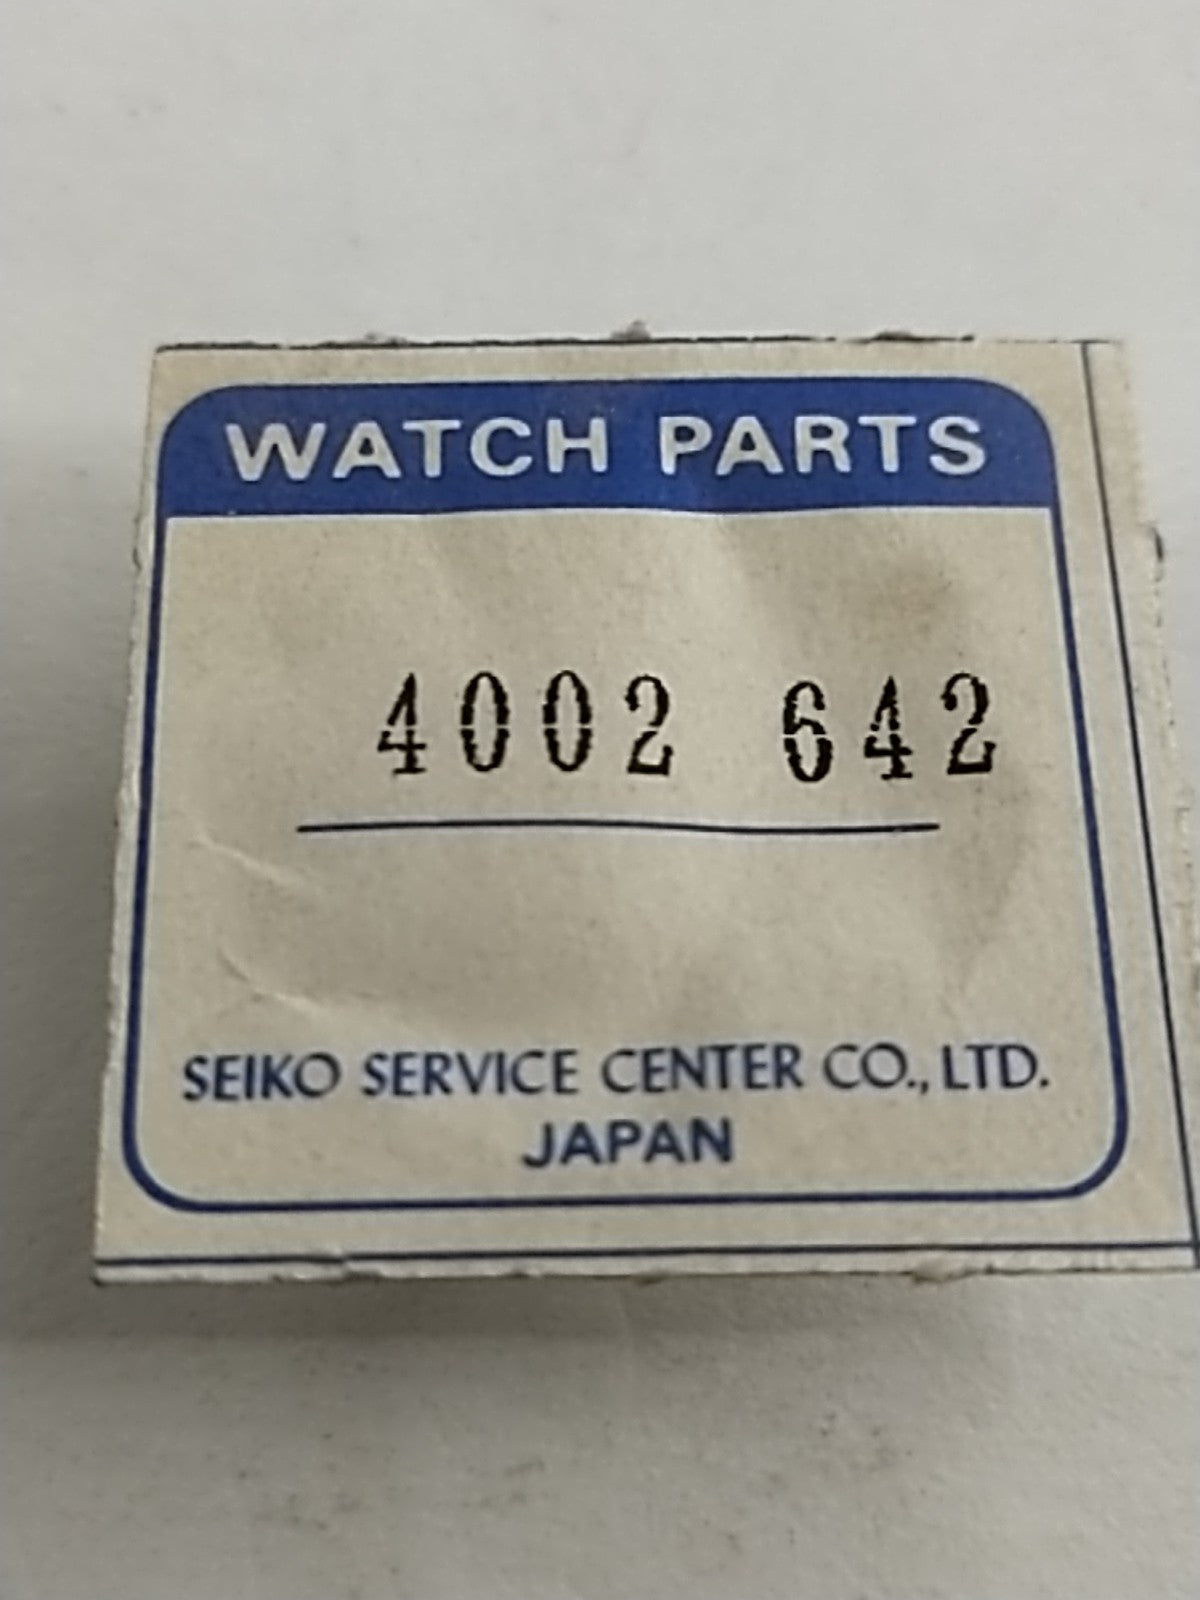 WATCH PARTS
4002 642
SEIKO SERVICE CENTER CO., LTD.
JAPAN